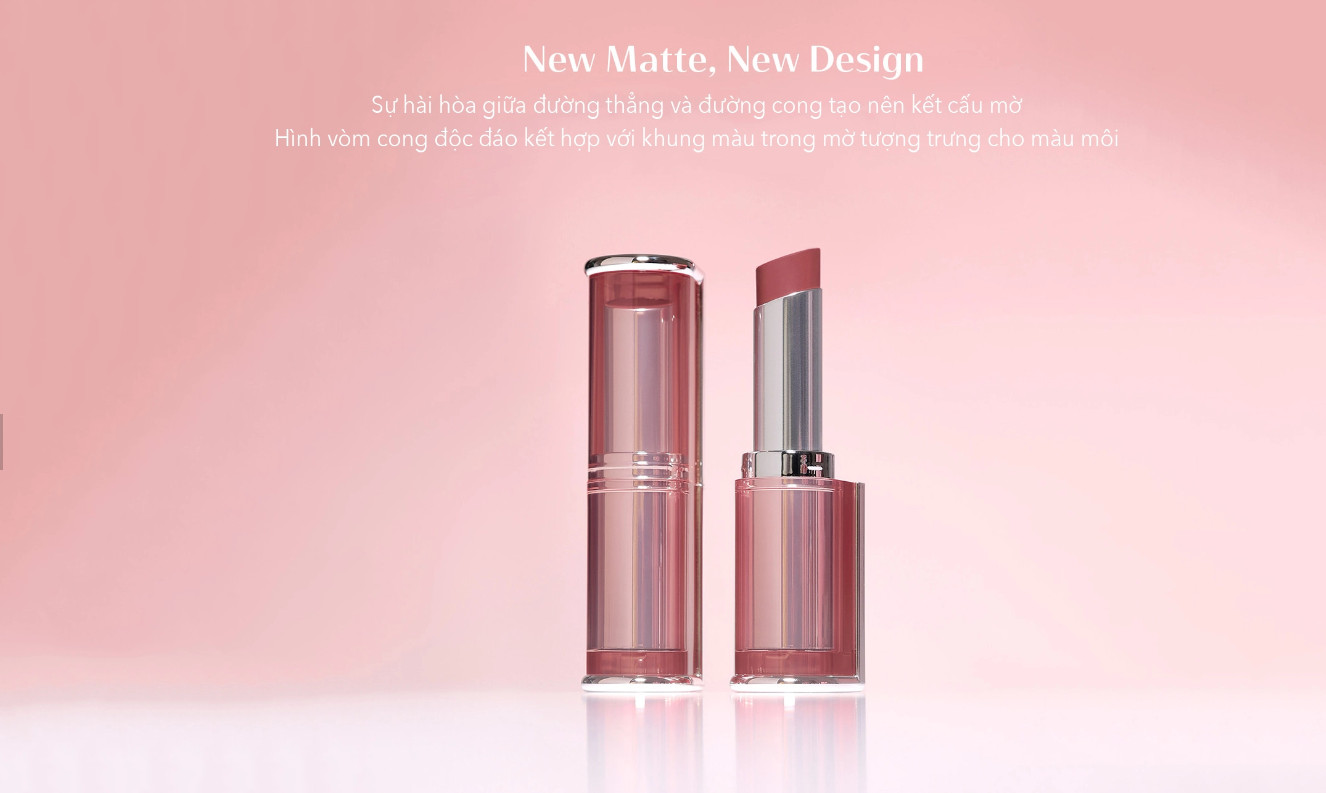 New Matte, New Design
Sự hài hòa giữa đường thẳng và đường cong tạo nên kết cấu mờ
Hình vòm cong độc đáo kết hợp với khung màu trong mờ tượng trưng cho màu môi